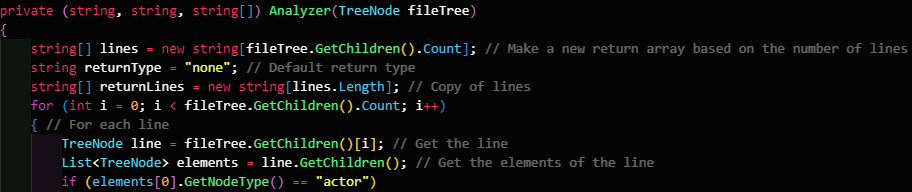 private (string, string, string[]) Analyzer(TreeNode fileTree)
{
string[] lines = new string[fileTree.GetChildren().Count]; // Make a new return array based on the number of lines
string returnType = "none"; // Default return type
string[] returnLines = new string[lines.Length]; // Copy of lines
for (int i = 0; i < fileTree.GetChildren().Count; i++)
{ // For each line
TreeNode line = fileTree.GetChildren()[i]; // Get the line
List<TreeNode> elements = line.GetChildren(); // Get the elements of the line
if (elements[0].GetNodeType() == "actor")